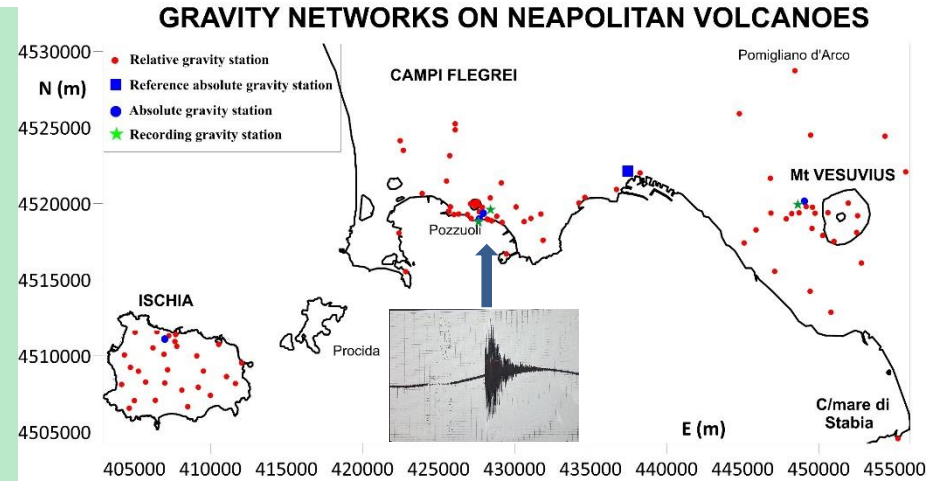 GRAVITY NETWORKS ON NEAPOLITAN VOLCANOES
4530000
N (m)
4525000
4520000
4515000
4510000
4505000
Relative gravity station
Reference absolute gravity station
Absolute gravity station
Recording gravity station
CAMPI FLEGREI
Pomigliano d'Arco
Mt VESUVIUS
Pozzuoli
ISCHIA
Procida
C/mare di
Stabia
E (m)
405000 410000 420000 425000 430000 435000 440000 445000 450000 455000